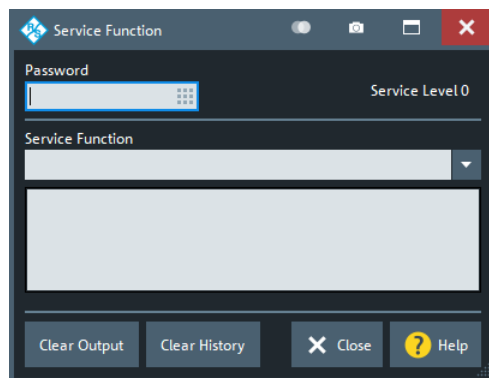 Service Function
Password
Service Level 0
Service Function
Clear Output
Clear History
Close
? Help